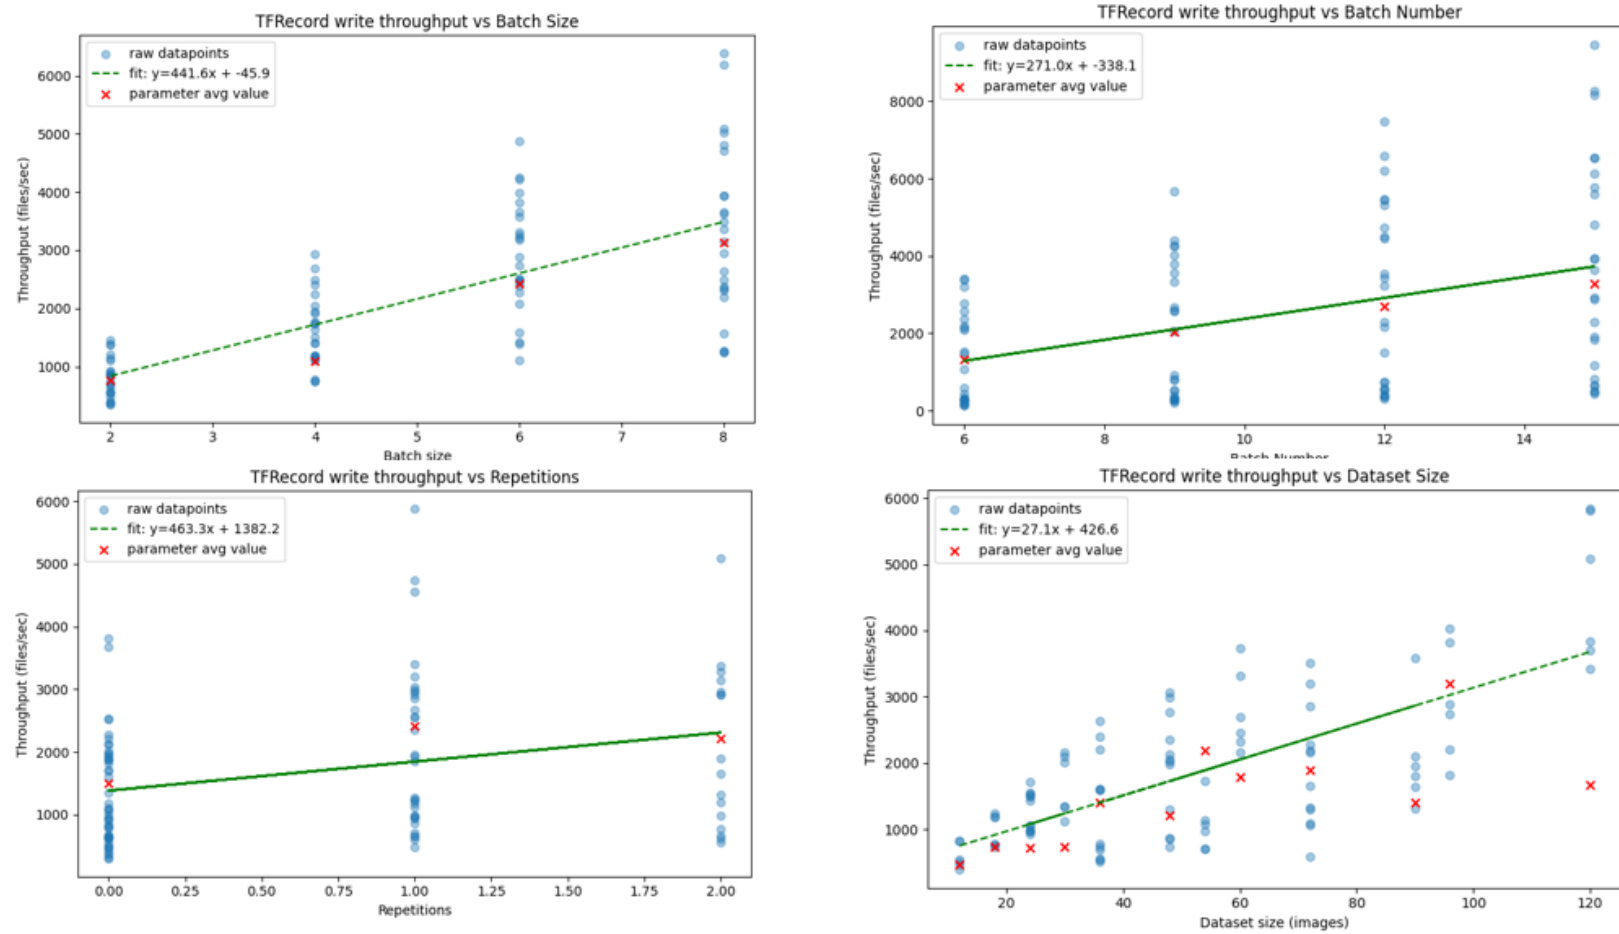 TFRecord write throughput vs Batch Size
raw datapoints
fit: y=441.6x + -45.9
parameter avg value
Throughput (files/sec)
6000
5000
4000
3000
2000
1000
2 3 4 5 6 7 8
Batch size
TFRecord write throughput vs Batch Number
raw datapoints
fit: y=271.0x + -338.1
parameter avg value
Throughput (files/sec)
8000
6000
4000
2000
0
6 8 10 12 14
Batch Number
TFRecord write throughput vs Repetitions
raw datapoints
fit: y=463.3x + 1382.2
parameter avg value
Throughput (files/sec)
6000
5000
4000
3000
2000
1000
0.00 0.25 0.50 0.75 1.00 1.25 1.50 1.75 2.00
Repetitions
TFRecord write throughput vs Dataset Size
raw datapoints
fit: y=27.1x + 426.6
parameter avg value
Throughput (files/sec)
6000
5000
4000
3000
2000
1000
20 40 60 80 100 120
Dataset size (images)